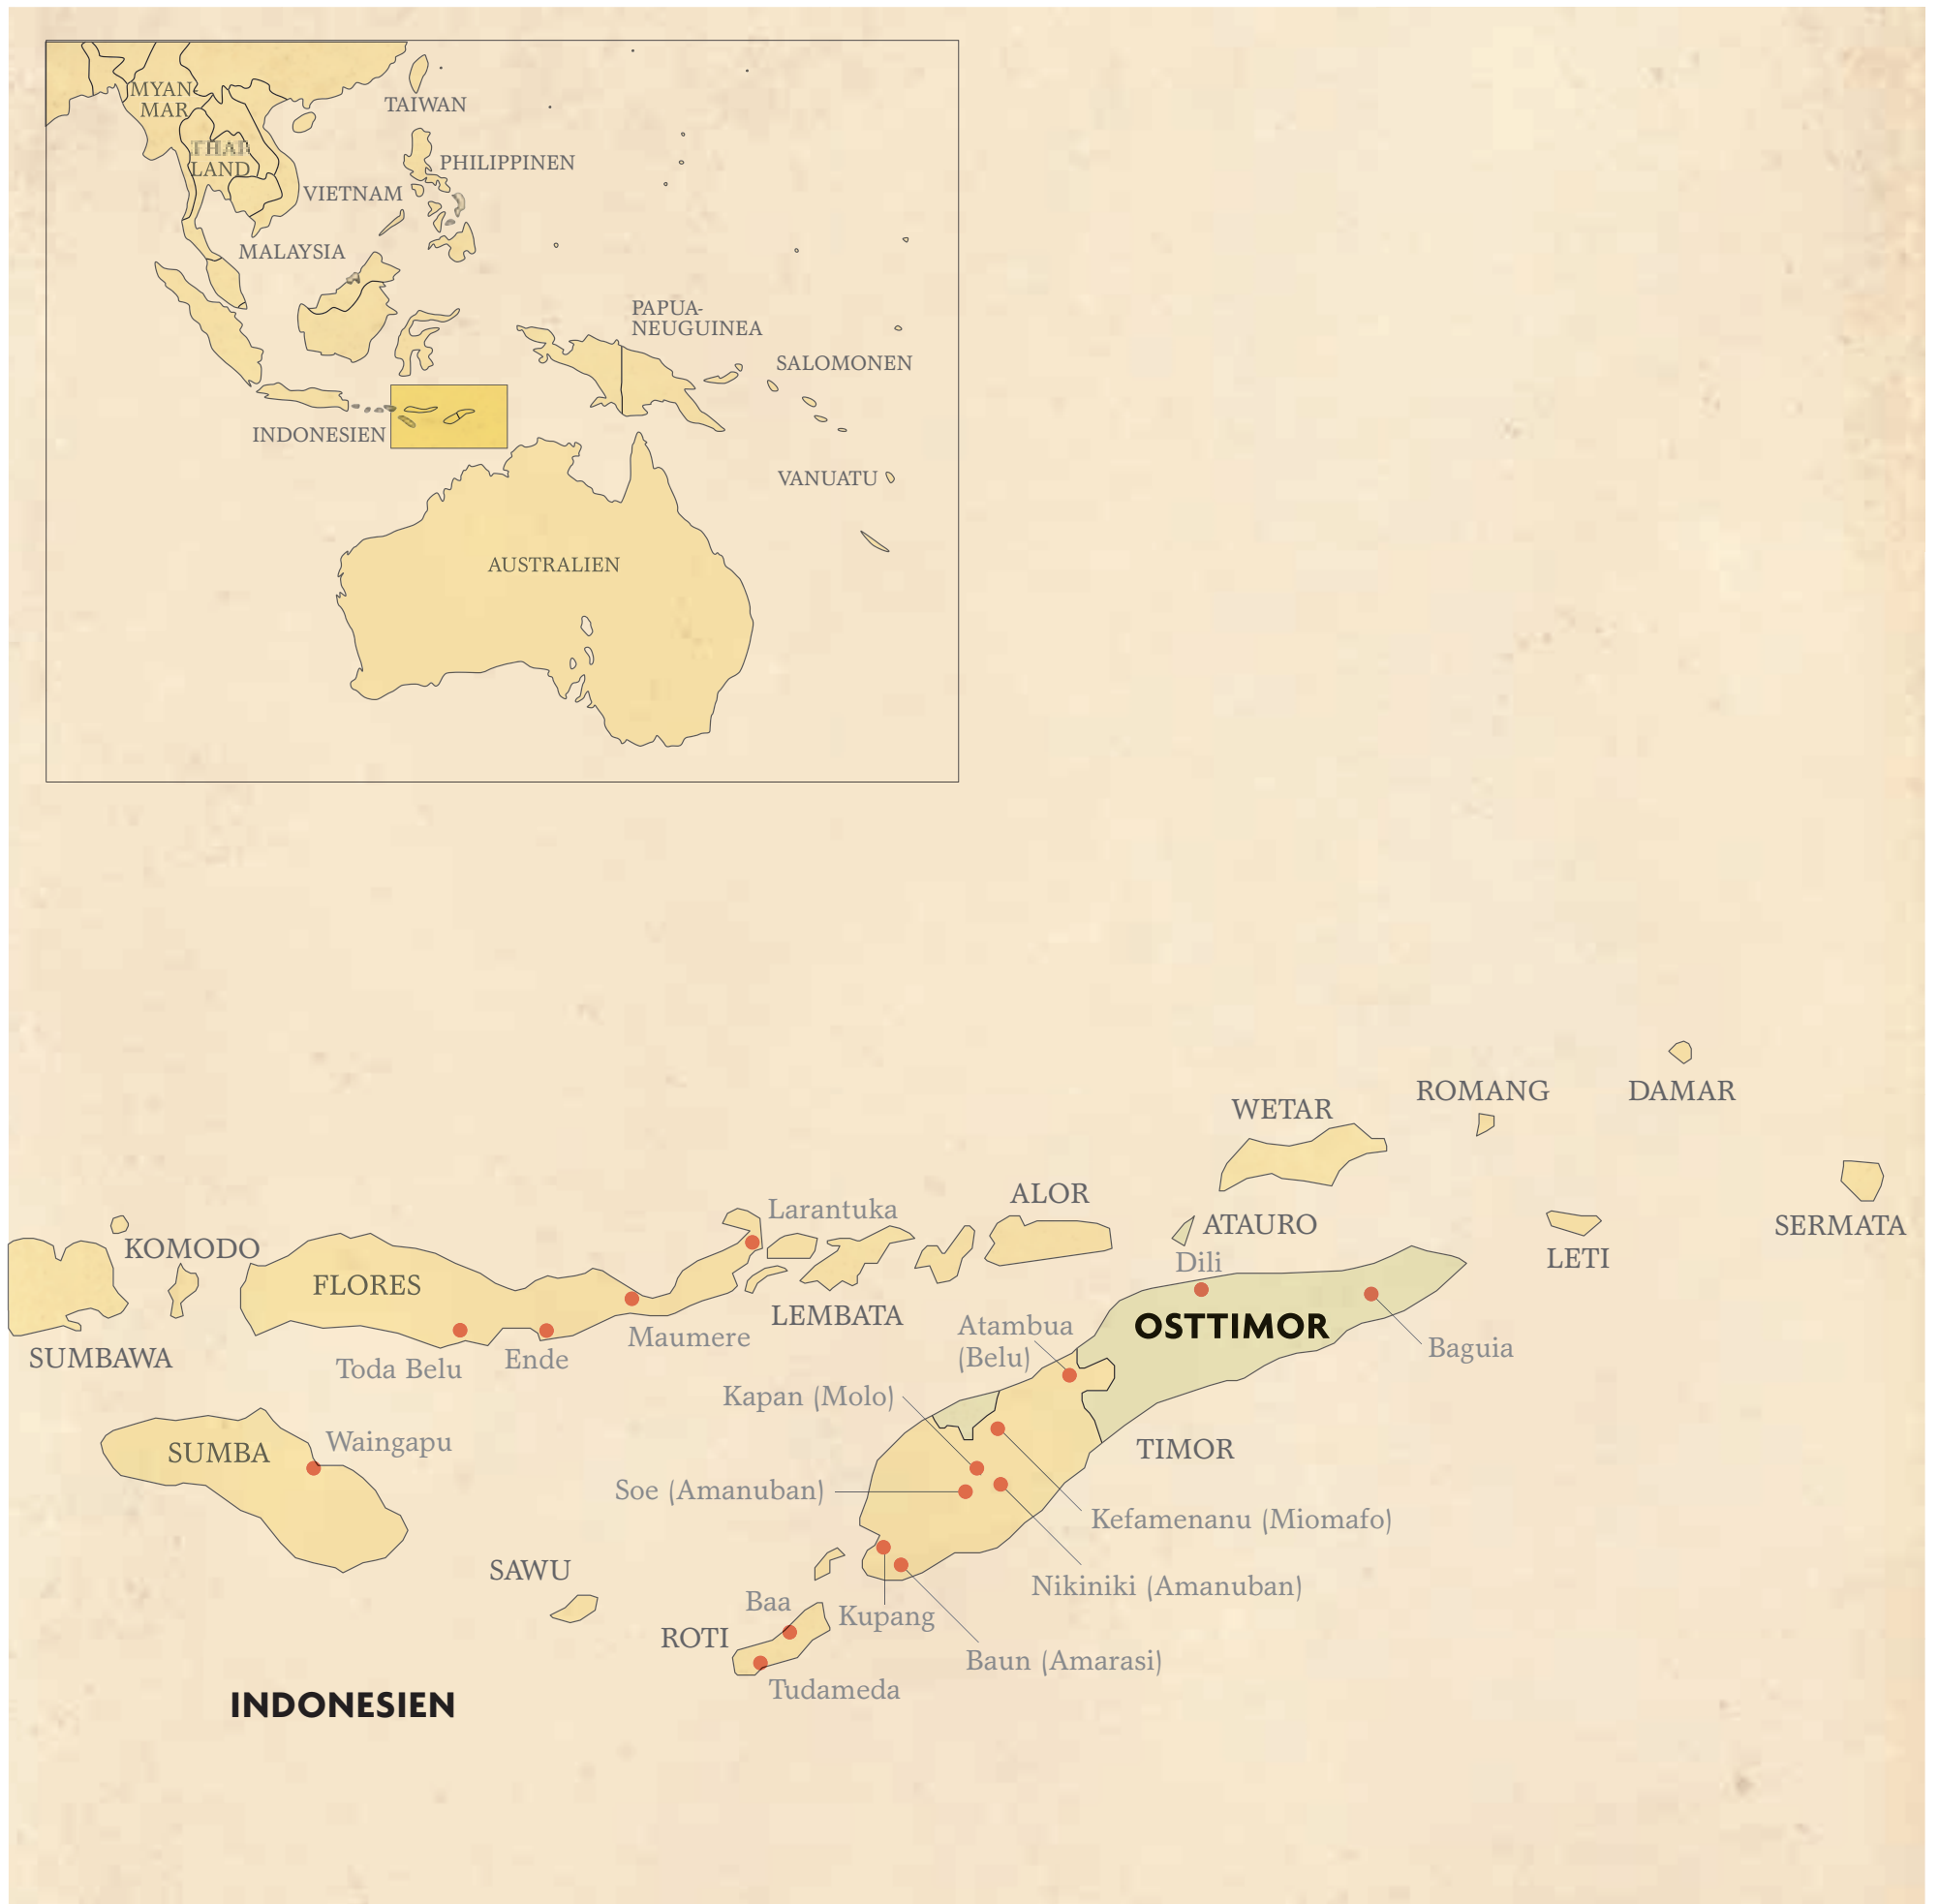 MYAN-
MAR
TAIWAN
THAI-
LAND
PHILIPPINEN
VIETNAM
MALAYSIA
PAPUA-
NEUGUINEA
SALOMONEN
INDONESIEN
VANUATU
AUSTRALIEN
DAMAR
ROMANG
WETAR
ALOR
Larantuka
ATAURO
SERMATA
KOMODO
LETI
Dili
FLORES
LEMBATA
Atambua
(Belu)
OSTTIMOR
Maumere
Baguia
SUMBAWA
Toda Belu
Ende
Kapan (Molo)
Waingapu
SUMBA
TIMOR
Soe (Amanuban)
Kefamenanu (Miomafo)
SAWU
Nikiniki (Amanuban)
Baa
Kupang
ROTI
Baun (Amarasi)
Tudameda
INDONESIEN